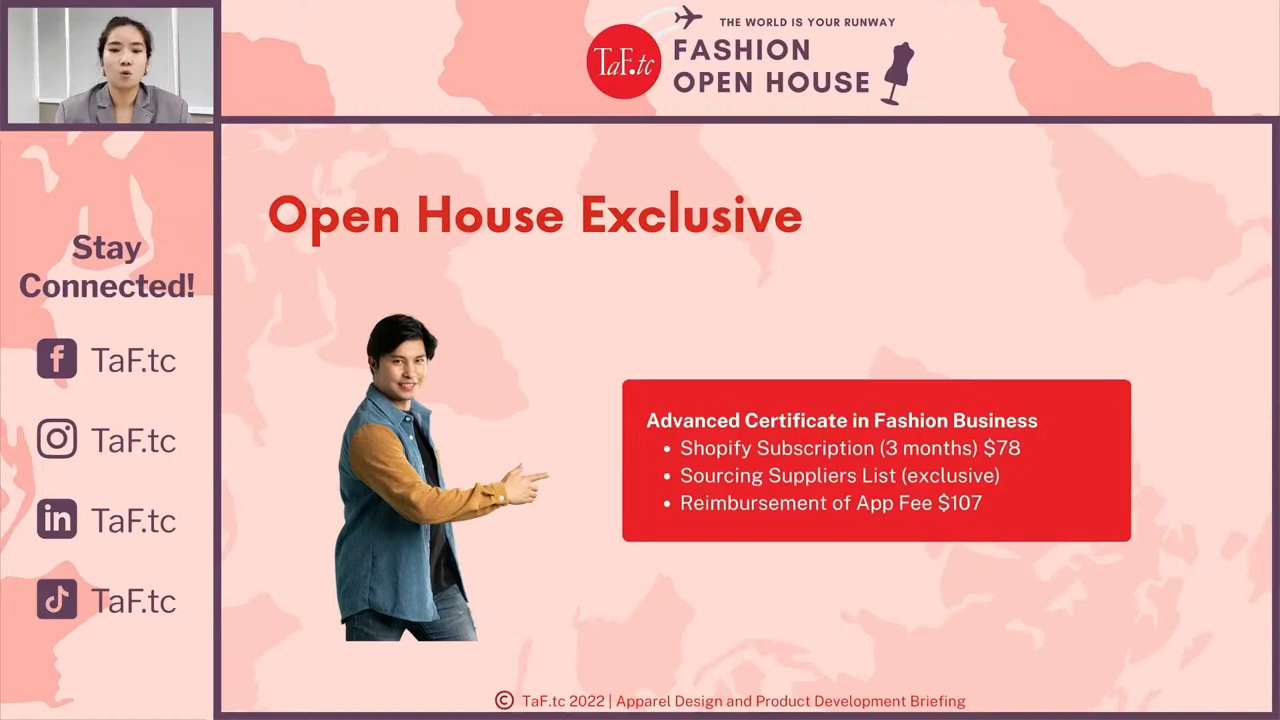 THE WORLD IS YOUR RUNWAY
TaF.tc
FASHION
OPEN HOUSE
Stay
Connected!
f TaF.tc
TaF.tc
in TaF.tc
TaF.tc
Open House Exclusive
Advanced Certificate in Fashion Business
• Shopify Subscription (3 months) $78
• Sourcing Suppliers List (exclusive)
• Reimbursement of App Fee $107
© TaF.tc 2022 | Apparel Design and Product Development Briefing